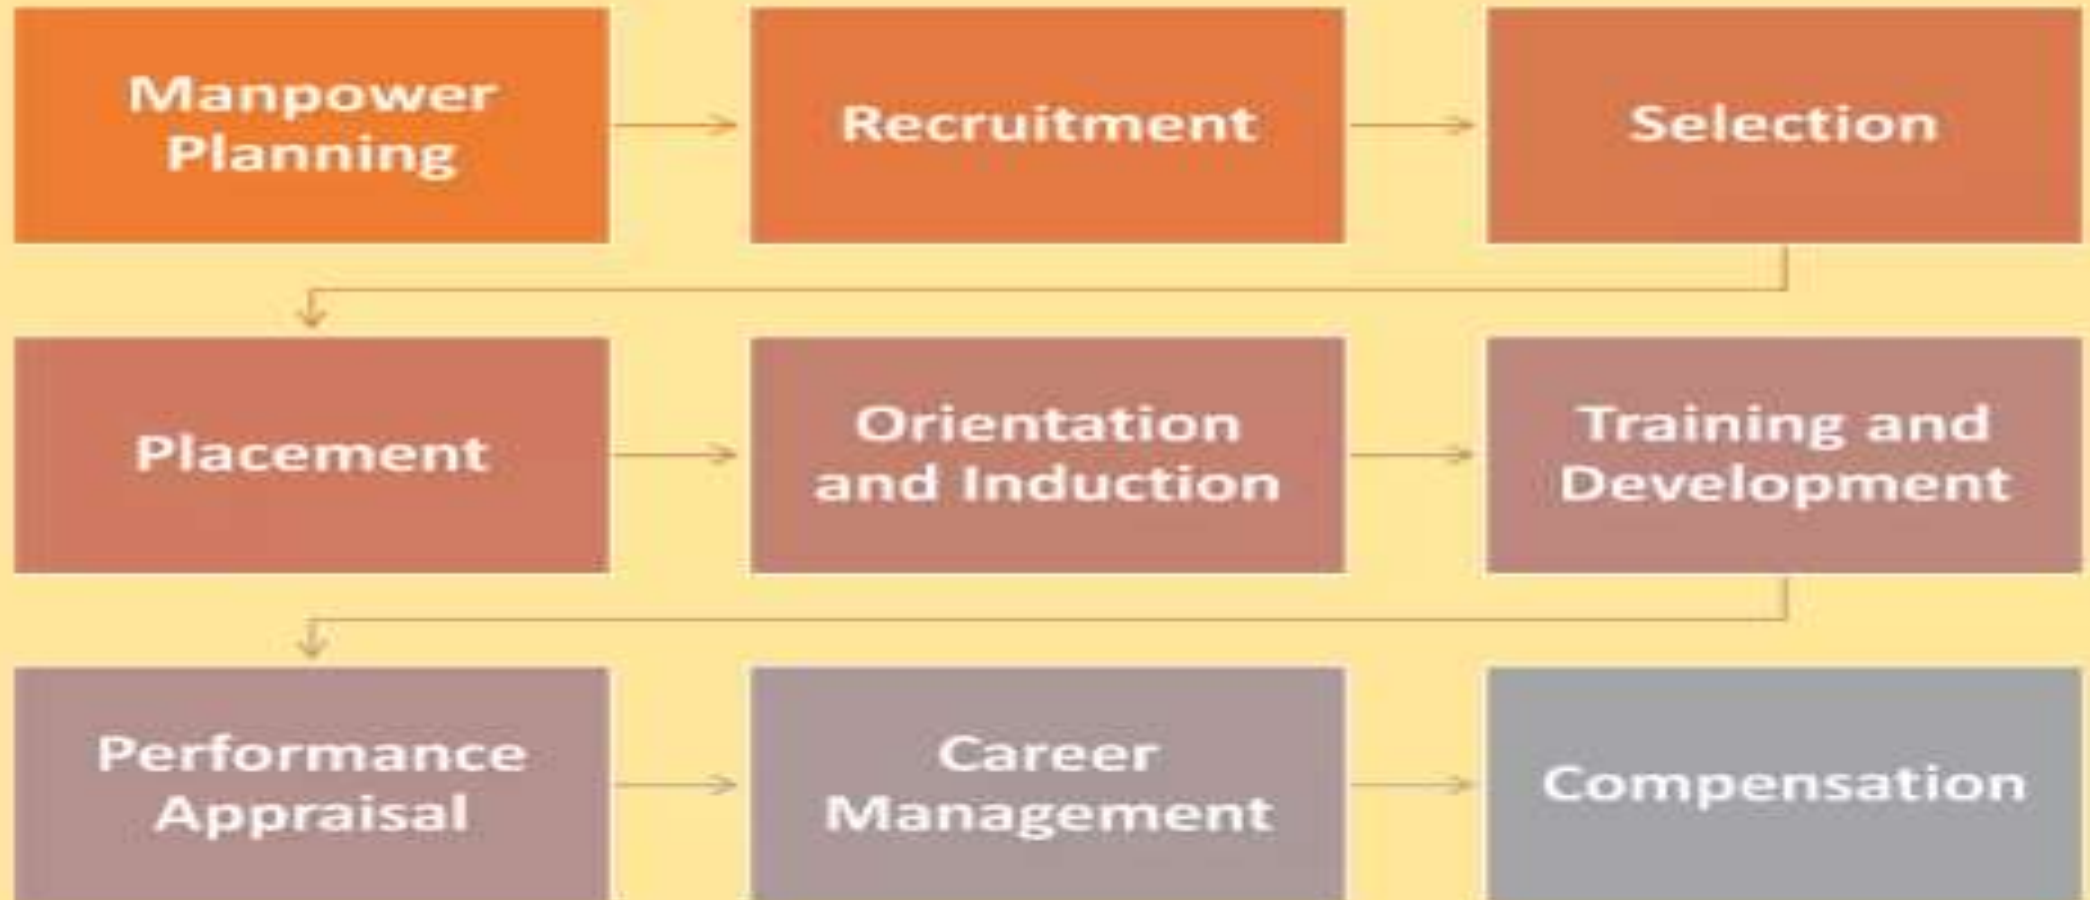 Manpower
Planning
Recruitment
Selection
Placement
Orientation
and Induction
Training and
Development
Performance
Appraisal
Career
Management
Compensation